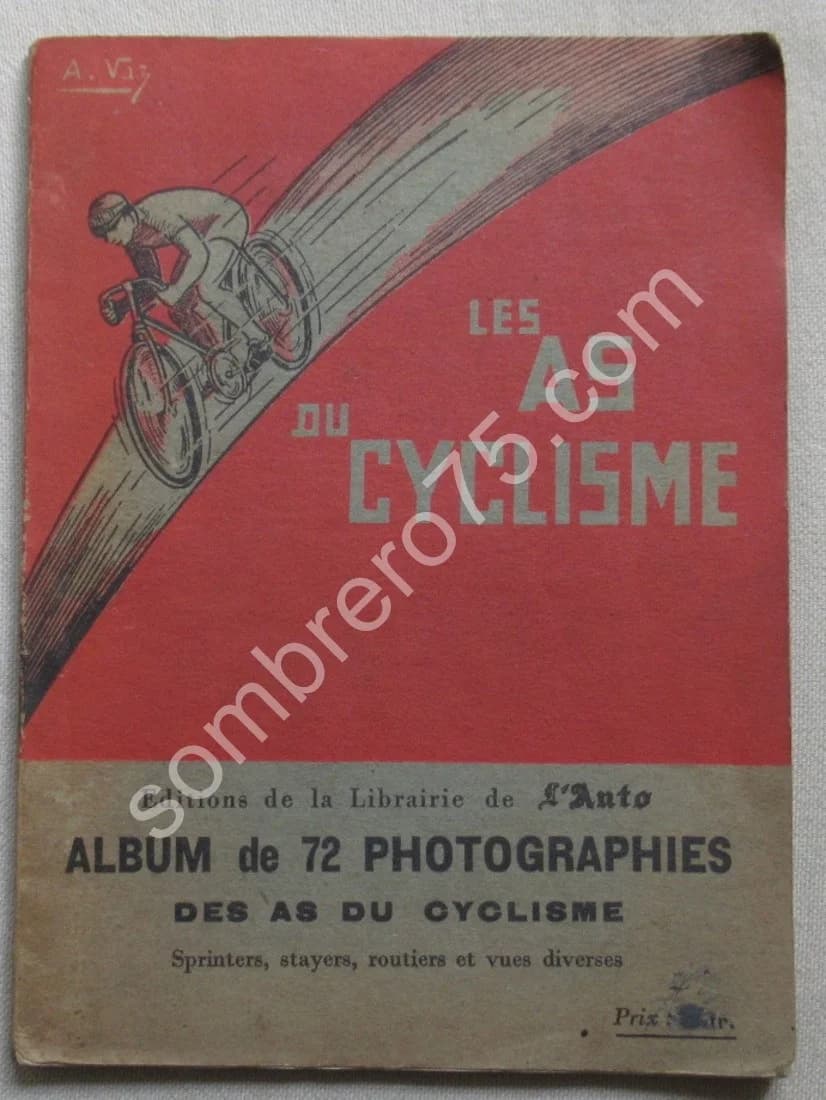 LES
AS
DU
CYCLISME
Editions de la Librairie de L'Auto
ALBUM de 72 PHOTOGRAPHIES
DES AS DU CYCLISME
Sprinters, stayers, routiers et vues diverses
Prix : fr.
sombrero75.com